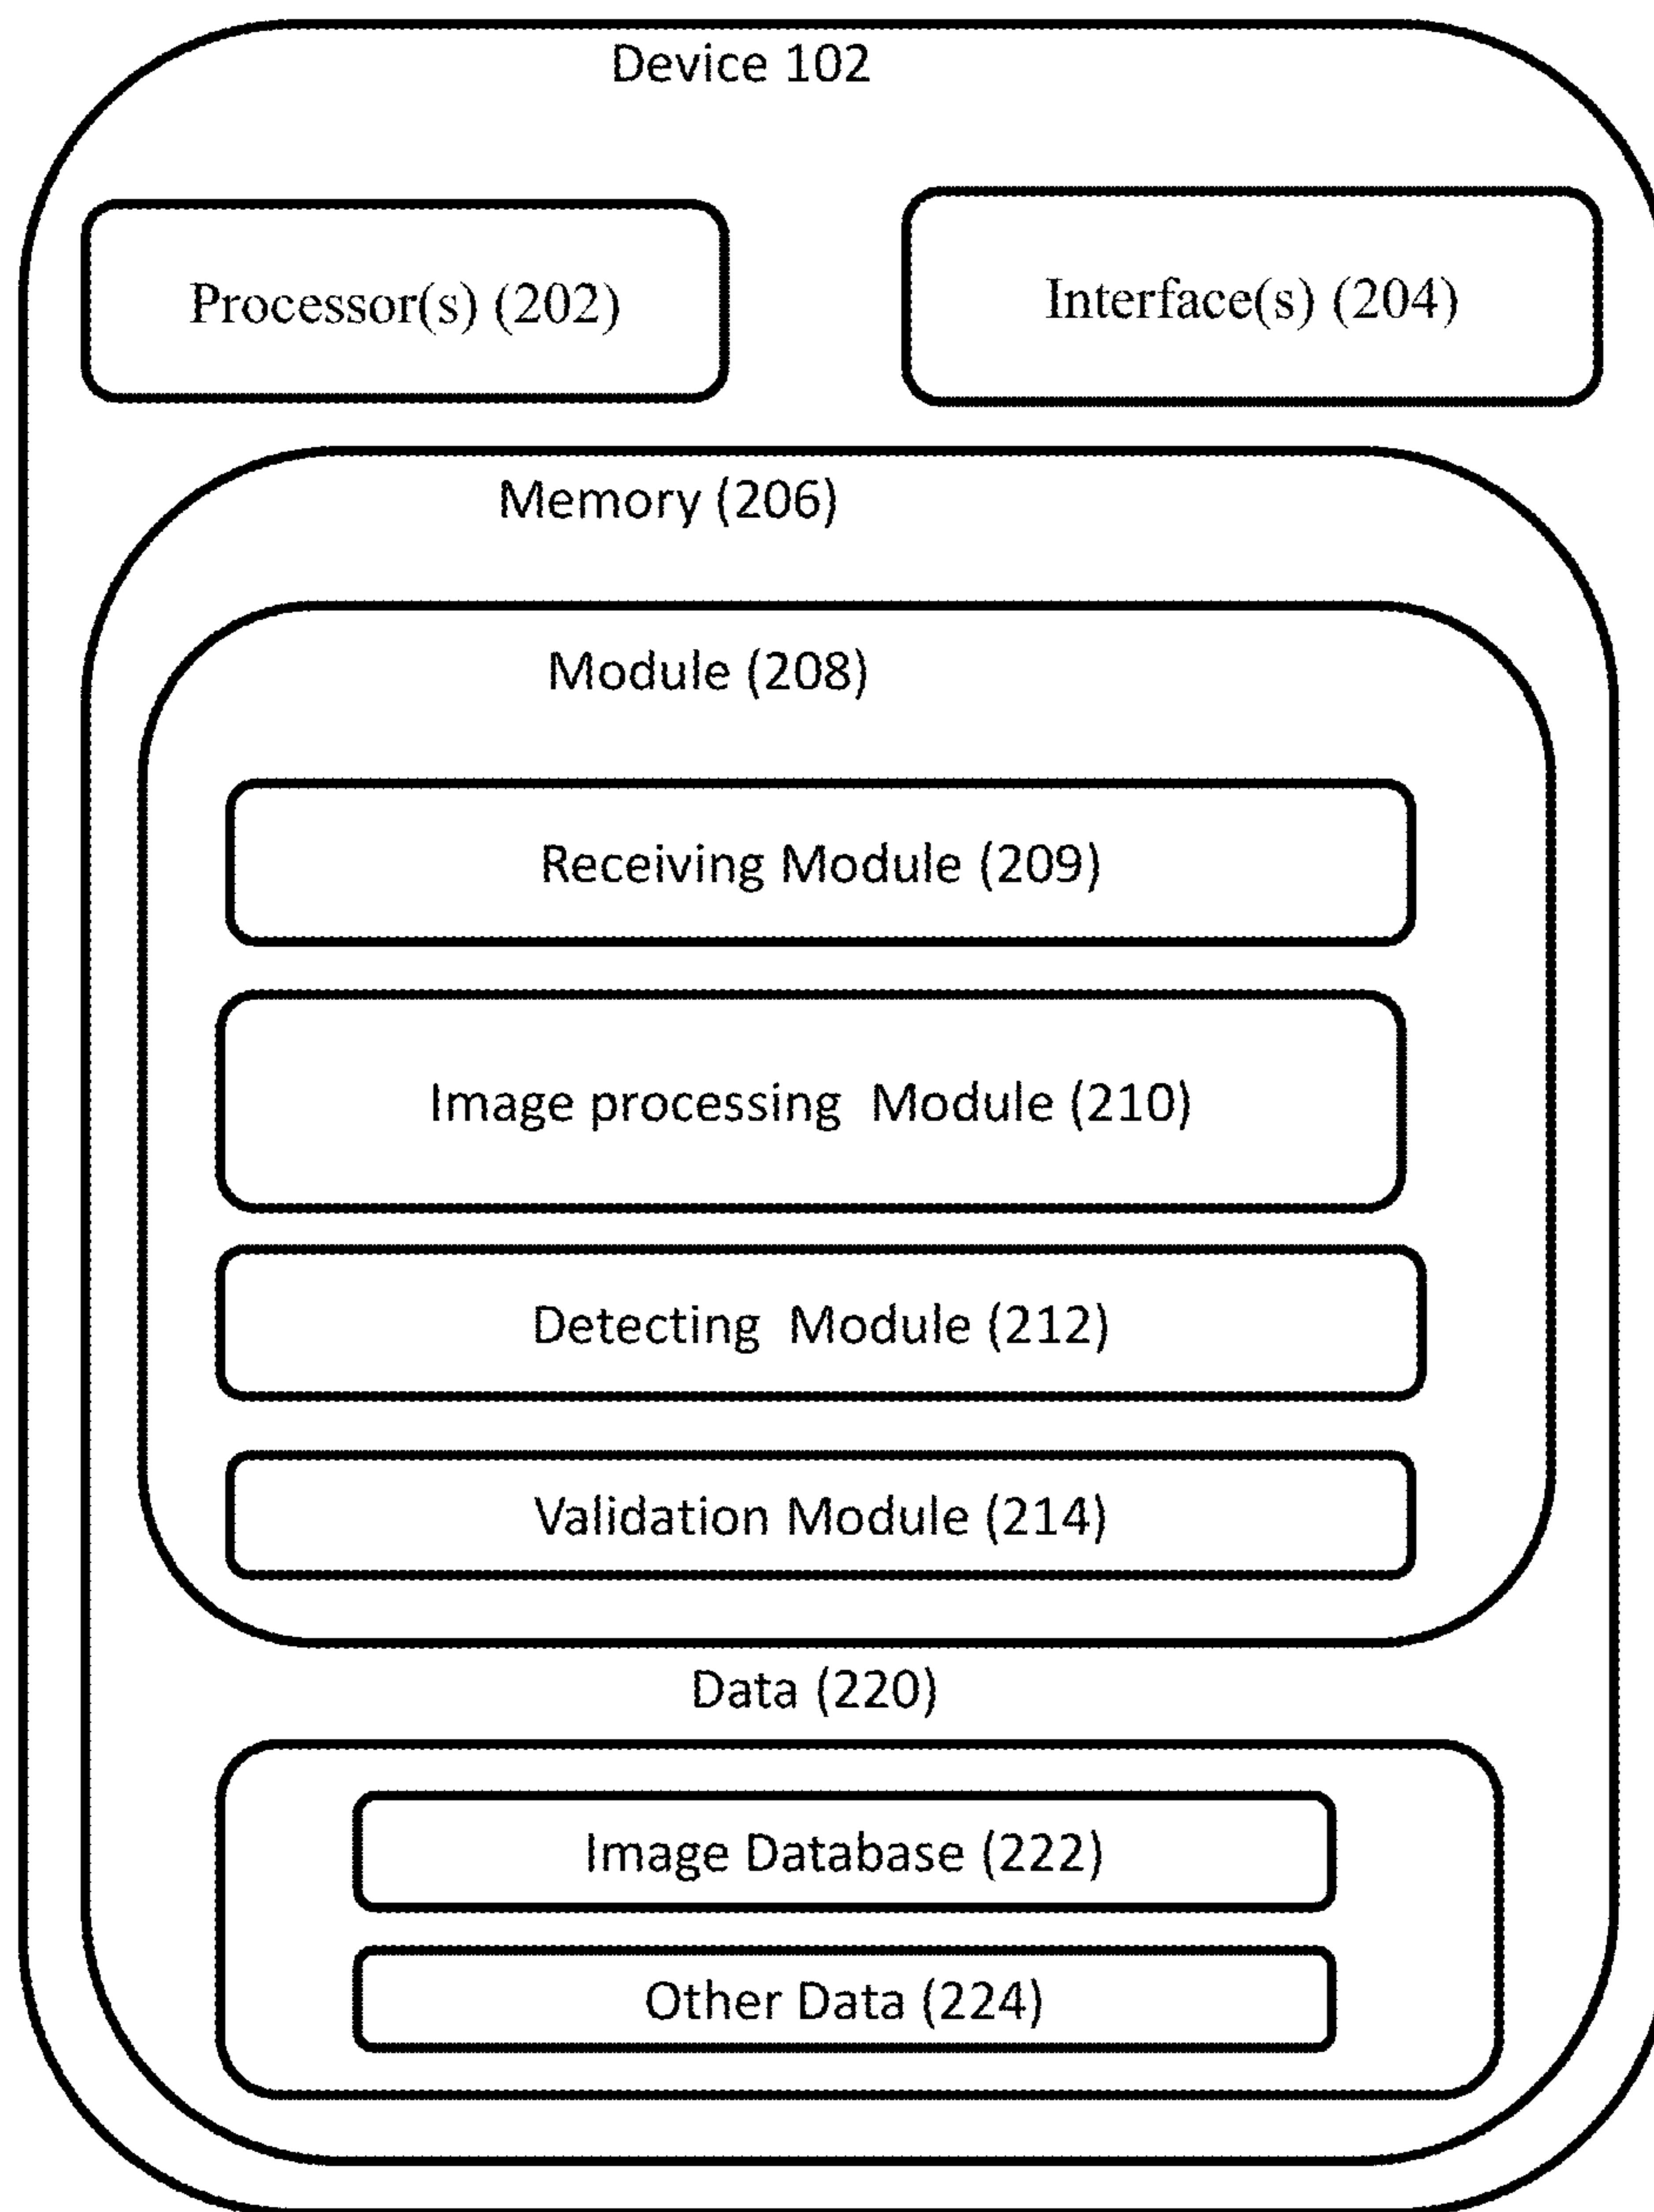 Device 102
Processor(s) (202)
Interface(s) (204)
Memory (206)
Module (208)
Receiving Module (209)
Image processing Module (210)
Detecting Module (212)
Validation Module (214)
Data (220)
Image Database (222)
Other Data (224)